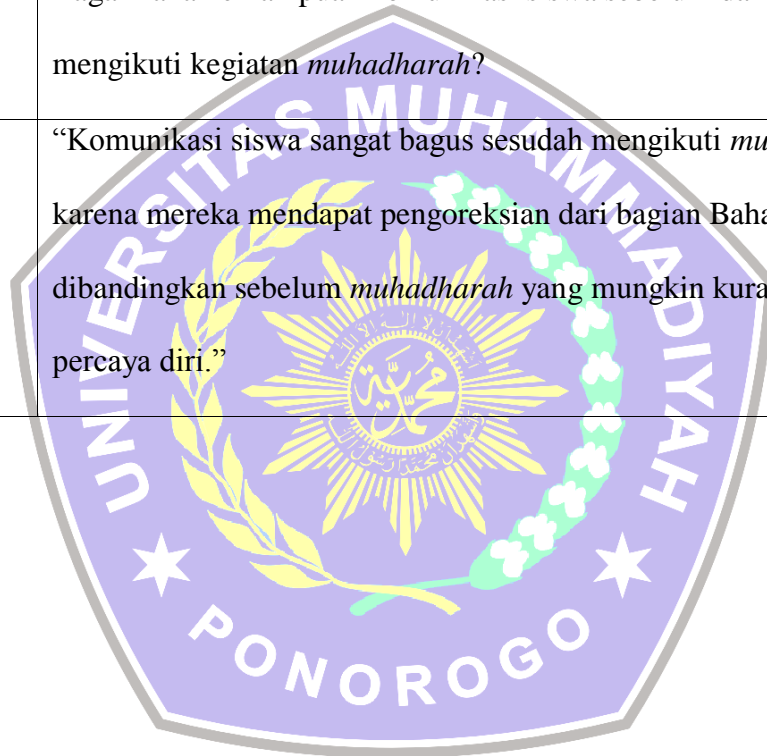 mengikuti kegiatan muhadharah?
“Komunikasi siswa sangat bagus sesudah mengikuti
karena mereka mendapat pengoreksian dari bagian
dibandingkan sebelum muhadharah yang mungkin
percaya diri.”
UNIVERSITAS MUHAMMADIYAH
PONOROGO
محمدية